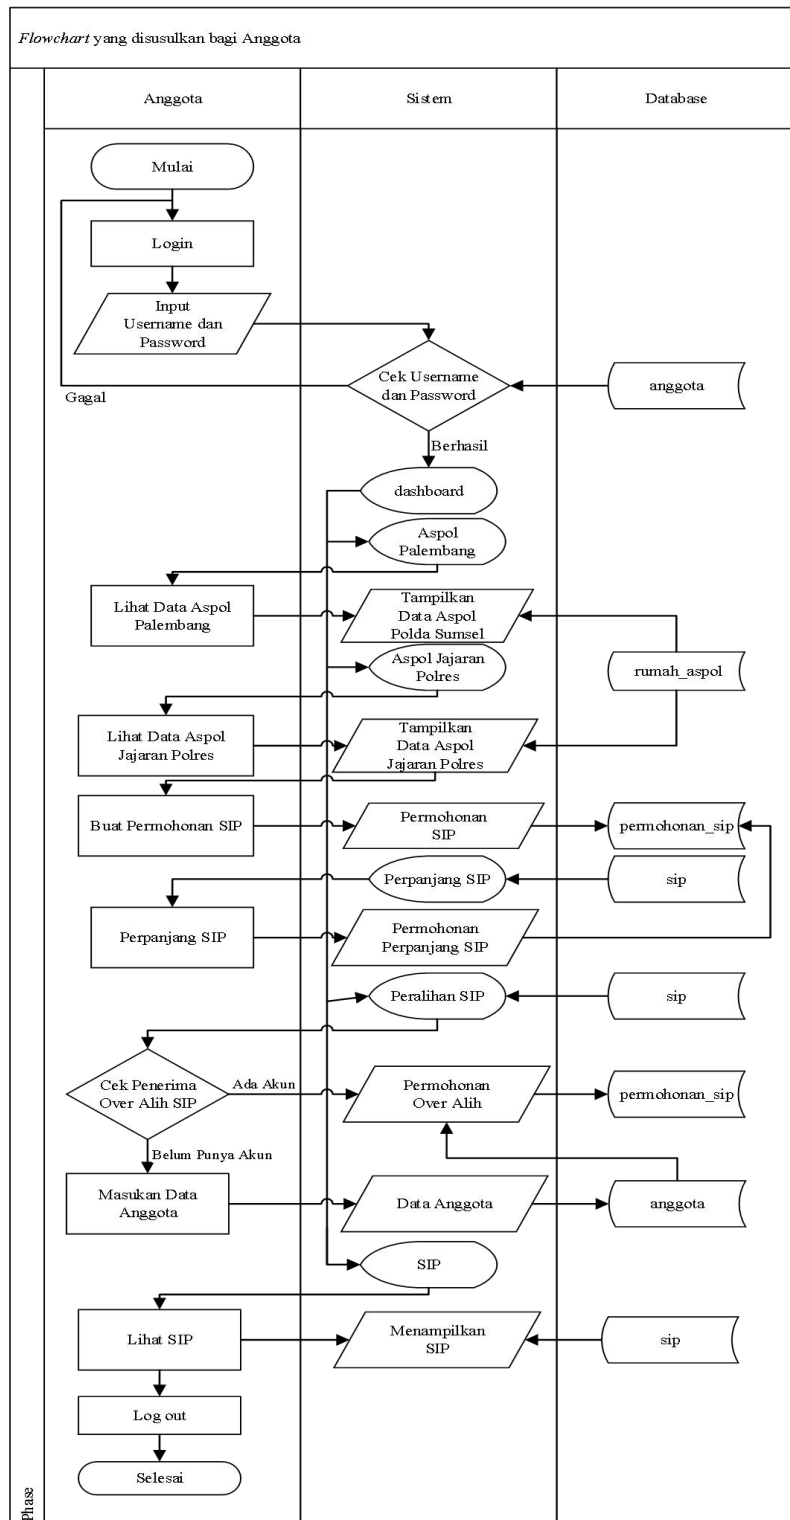 Flowchart yang disusulkan bagi Anggota
Anggota
Sistem
Database
Mulai
Login
Input
Username dan
Password
Cek Username
dan Password
anggota
Gagal
Berhasil
dashboard
Aspol
Palembang
Lihat Data Aspol
Palembang
Tampilkan
Data Aspol
Polda Sumsel
Aspol Jajaran
Polres
rumah_aspol
Lihat Data Aspol
Jajaran Polres
Tampilkan
Data Aspol
Jajaran Polres
Buat Permohonan SIP
Permohonan
SIP
permohonan_sip
Perpanjang SIP
sip
Perpanjang SIP
Permohonan
Perpanjang SIP
Peralihan SIP
sip
Cek Penerima
Over Alih SIP
Ada Akun
Permohonan
Over Alih
permohonan_sip
Belum Punya Akun
Masukan Data
Anggota
Data Anggota
anggota
SIP
Lihat SIP
Menampilkan
SIP
sip
Log out
Selesai
Phase